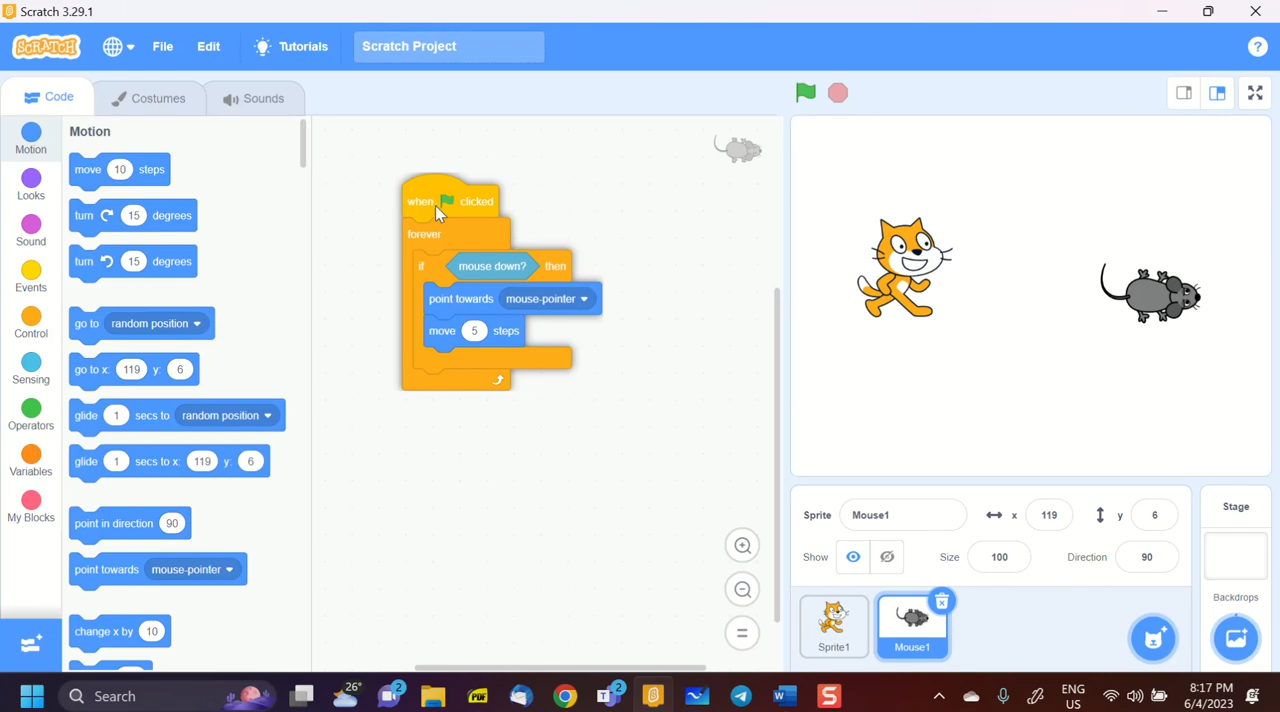 Scratch 3.29.1
SCRATCH
File
Edit
Tutorials
Scratch Project
?
Code
Costumes
Sounds
Motion
Looks
Sound
Events
Control
Sensing
Operators
Variables
My Blocks
Motion
move 10 steps
turn 15 degrees
turn 15 degrees
go to random position
go to x: 119 y: 6
glide 1 secs to random position
glide 1 secs to x: 119 y: 6
point in direction 90
point towards mouse-pointer
change x by 10
when clicked
forever
if mouse down? then
point towards mouse-pointer
move 5 steps
Sprite Mouse1 x 119 y 6
Show Size 100 Direction 90
Sprite1
Mouse1
Stage
Backdrops
Search
26°
2
PDF
2
W
S
ENG
US
8:17 PM
6/4/2023